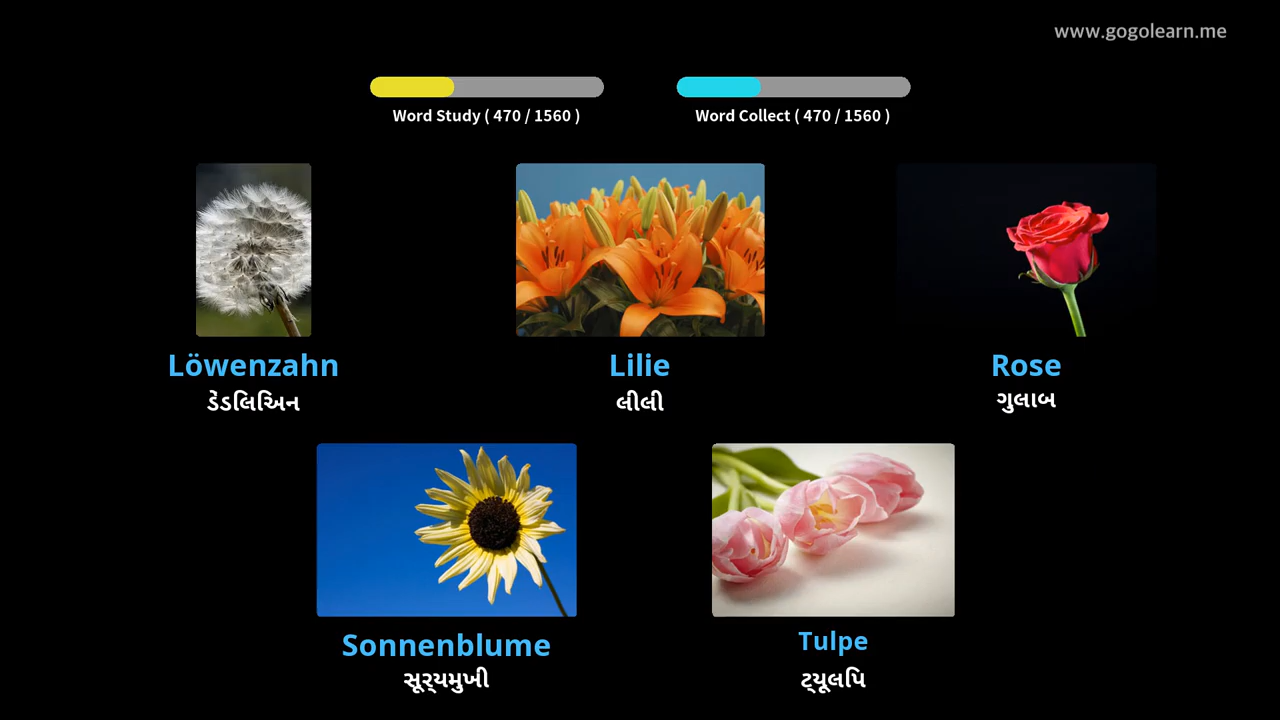 www.gogolearn.me
Word Study ( 470 / 1560 )
Word Collect ( 470 / 1560 )
Löwenzahn
Lilie
Rose
ડેંડલિઅિન
લીલી
ગુલાબ
Sonnenblume
Tulpe
સૂર્યમુખી
ટ્યૂલપિ